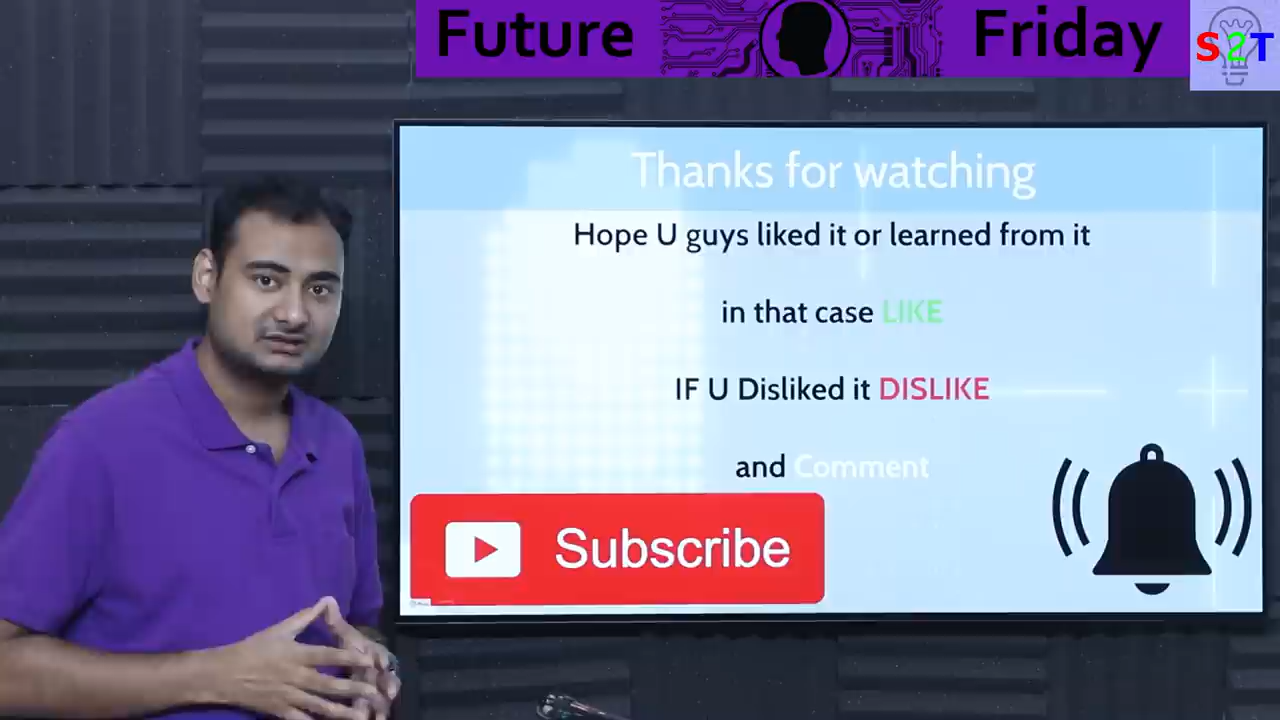 Future Friday
S2T
Thanks for watching
Hope U guys liked it or learned from it
in that case LIKE
IF U Disliked it DISLIKE
and Comment
Subscribe